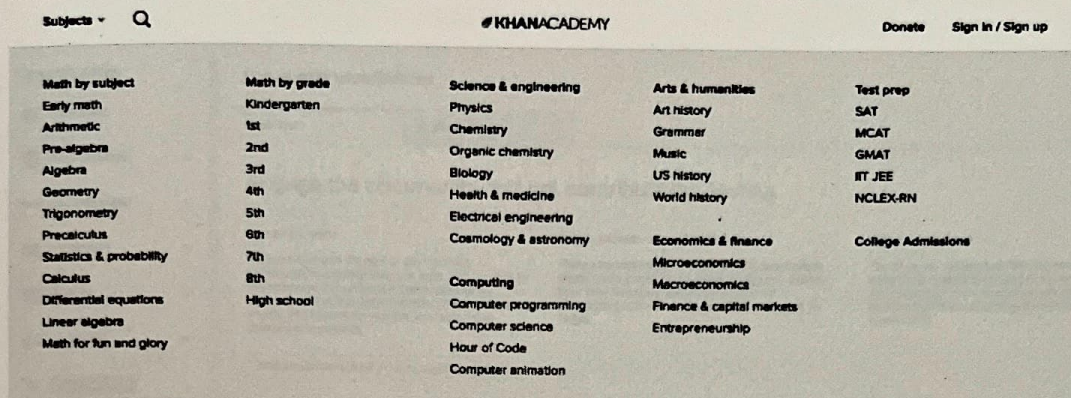 Subjects
KHANACADEMY
Donate
Sign in / Sign up
Math by subject
Early math
Arithmetic
Pre-algebra
Algebra
Geometry
Trigonometry
Precalculus
Statistics & probability
Calculus
Differential equations
Linear algebra
Math for fun and glory
Math by grade
Kindergarten
1st
2nd
3rd
4th
5th
6th
7th
8th
High school
Science & engineering
Physics
Chemistry
Organic chemistry
Biology
Health & medicine
Electrical engineering
Cosmology & astronomy
Computing
Computer programming
Computer science
Hour of Code
Computer animation
Arts & humanities
Art history
Grammar
Music
US history
World history
Economics & finance
Microeconomics
Macroeconomics
Finance & capital markets
Entrepreneurship
Test prep
SAT
MCAT
GMAT
IIT JEE
NCLEX-RN
College Admissions